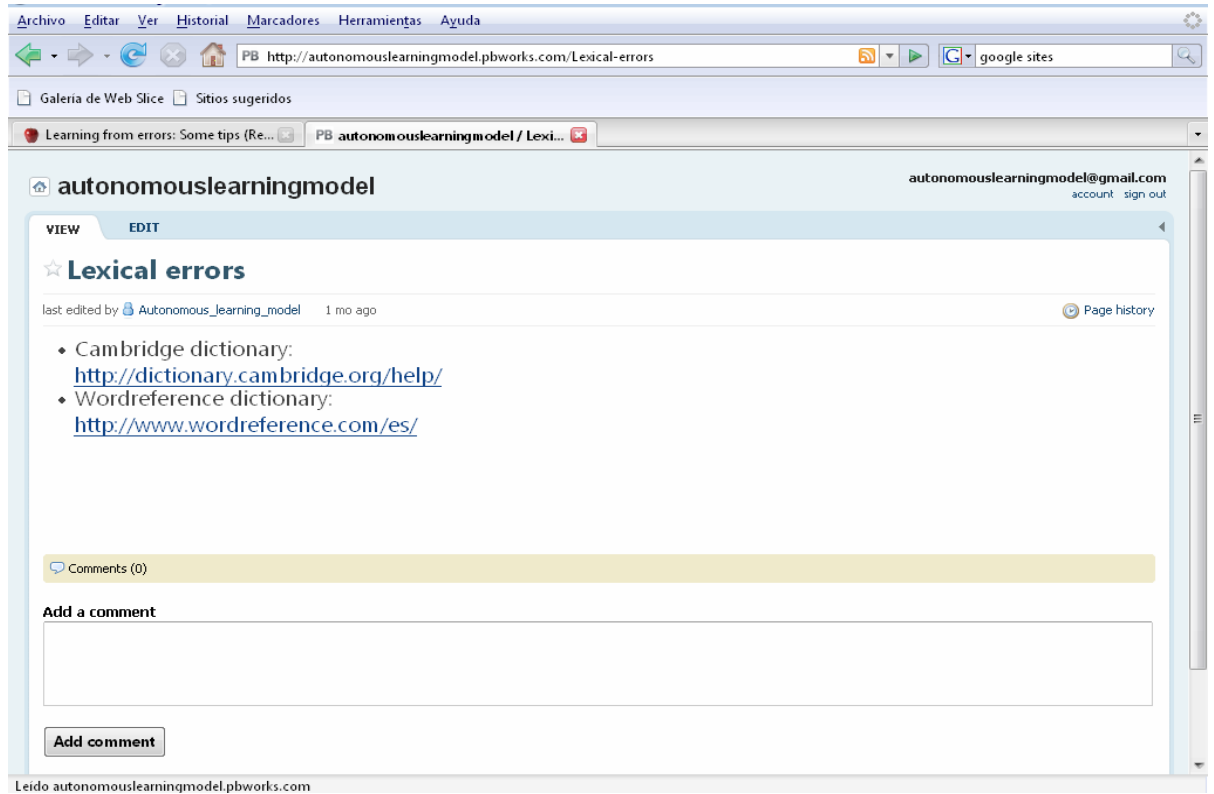 Archivo Editar Ver Historial Marcadores Herramientas Ayuda
PB http://autonomouslearningmodel.pbworks.com/Lexical-errors G google sites
Galería de Web Slice Sitios sugeridos
Learning from errors: Some tips (Re... PB autonomouslearningmodel / Lexi...
autonomouslearningmodel
autonomouslearningmodel@gmail.com
account sign out
VIEW EDIT
Lexical errors
last edited by Autonomous_learning_model 1 mo ago Page history
• Cambridge dictionary:
http://dictionary.cambridge.org/help/
• Wordreference dictionary:
http://www.wordreference.com/es/
Comments (0)
Add a comment
Add comment
Leído autonomouslearningmodel.pbworks.com